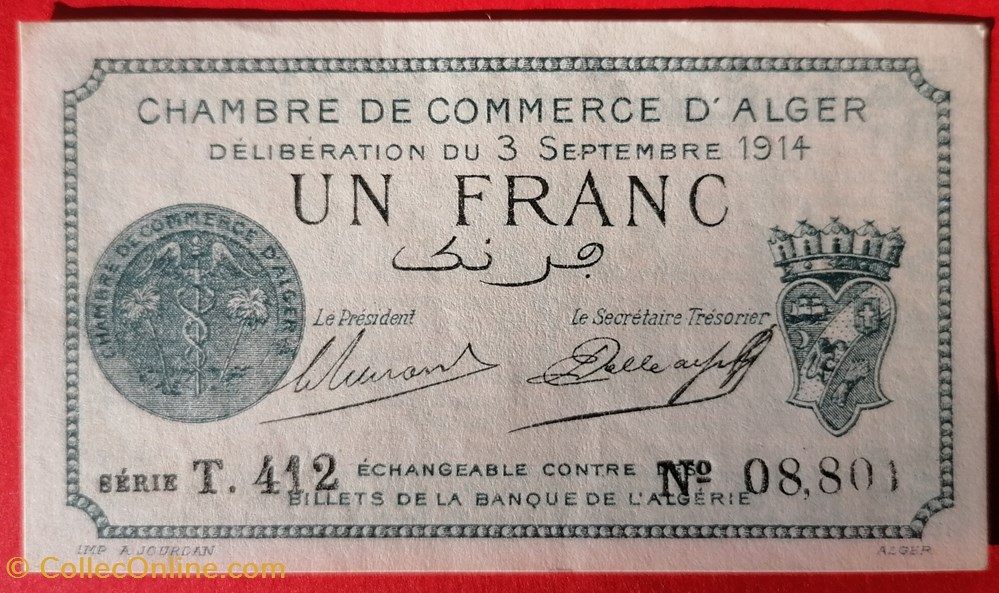 CHAMBRE DE COMMERCE D'ALGER
DÉLIBÉRATION DU 3 SEPTEMBRE 1914
UN FRANC
فرنك
CHAMBRE DE COMMERCE D'ALGER
Le Président
Le Secrétaire Trésorier
SÉRIE T. 412
ÉCHANGEABLE CONTRE DES
BILLETS DE LA BANQUE DE L'ALGÉRIE
No 08,801
IMP A JOURDAN
ALGER
© CollecOnline.com